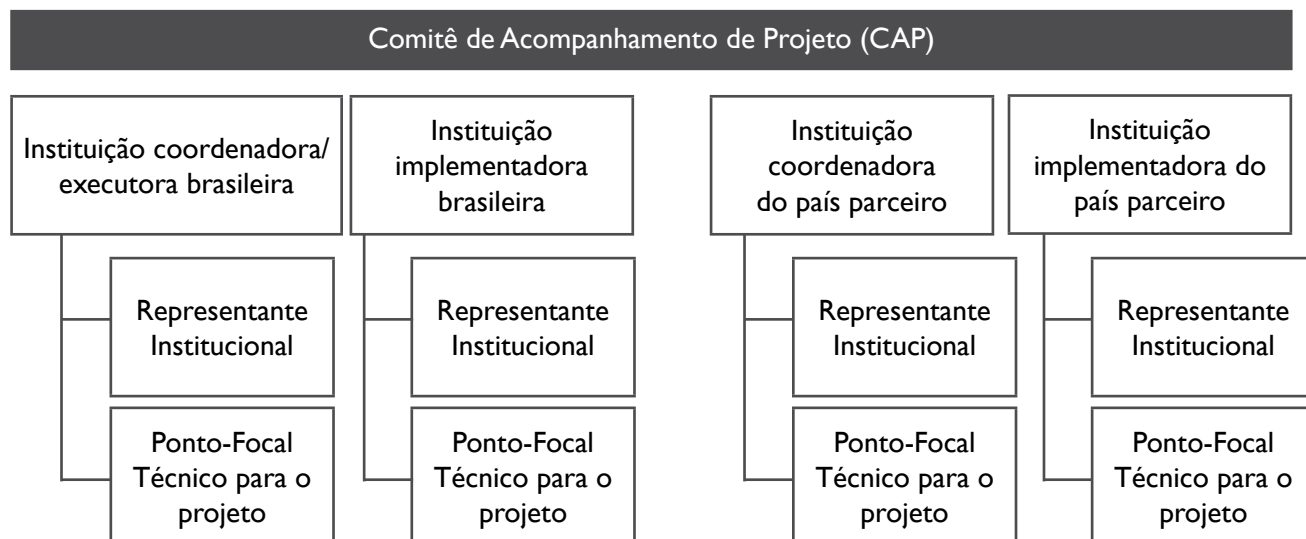 Comitê de Acompanhamento de Projeto (CAP)
Instituição coordenadora/
executora brasileira
Instituição
implementadora
brasileira
Instituição
coordenadora
do país parceiro
Instituição
implementadora do
país parceiro
Representante
Institucional
Representante
Institucional
Representante
Institucional
Representante
Institucional
Ponto-Focal
Técnico para o
projeto
Ponto-Focal
Técnico para o
projeto
Ponto-Focal
Técnico para o
projeto
Ponto-Focal
Técnico para o
projeto